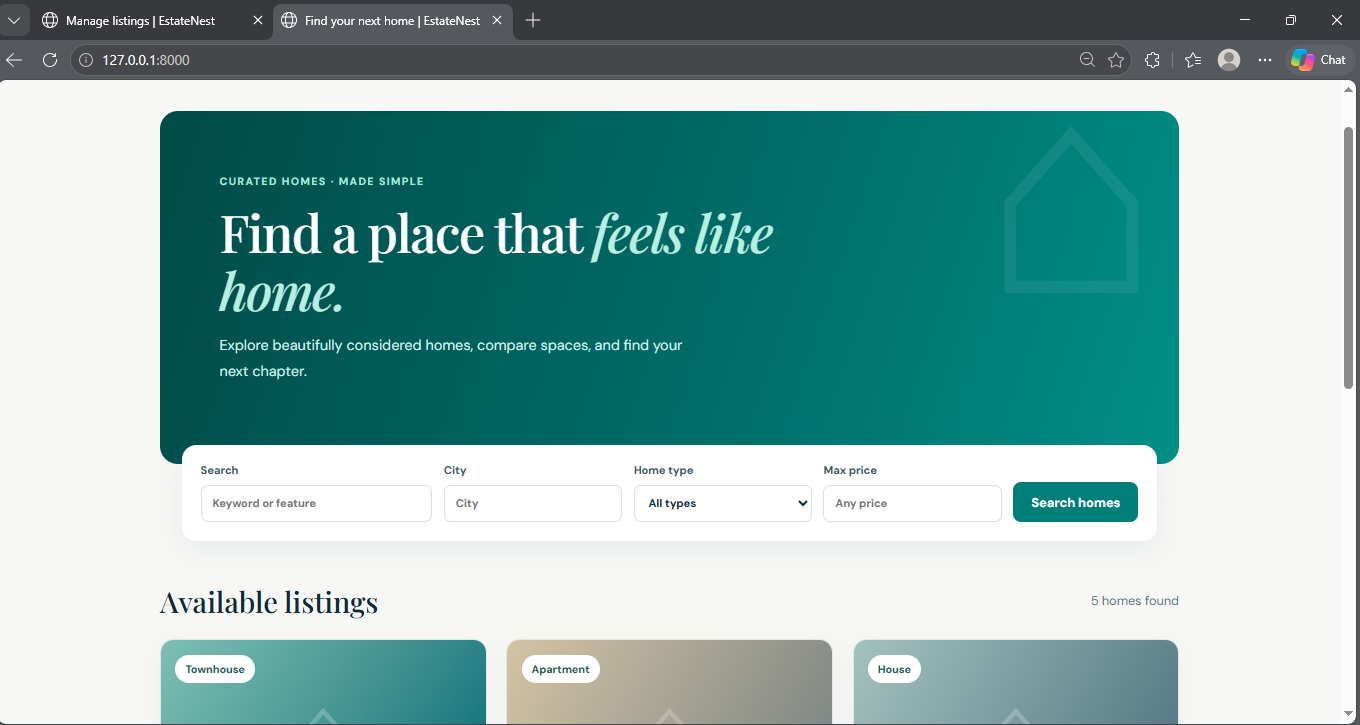 Manage listings | EstateNest
Find your next home | EstateNest
127.0.0.1:8000
Chat
CURATED HOMES · MADE SIMPLE
Find a place that feels like
home.
Explore beautifully considered homes, compare spaces, and find your
next chapter.
Search
City
Home type
Max price
Keyword or feature
City
All types
Any price
Search homes
Available listings
5 homes found
Townhouse
Apartment
House